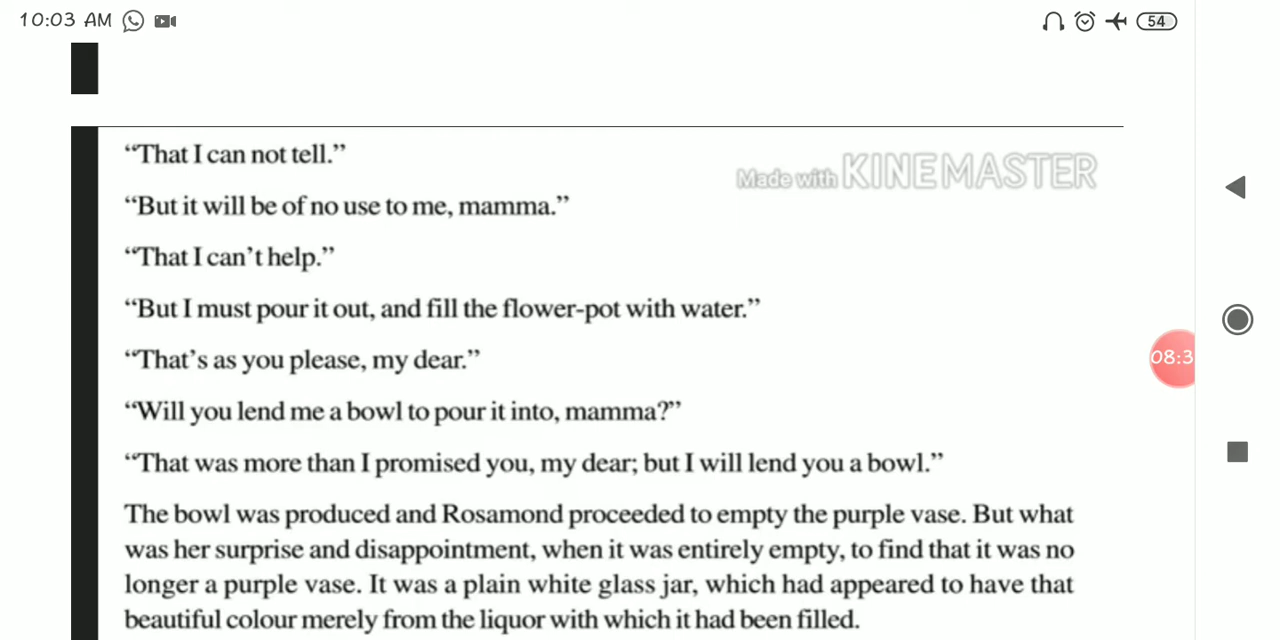 10:03 AM
54
Made with KINEMASTER
“That I can not tell.”
“But it will be of no use to me, mamma.”
“That I can’t help.”
“But I must pour it out, and fill the flower-pot with water.”
“That’s as you please, my dear.”
08:3
“Will you lend me a bowl to pour it into, mamma?”
“That was more than I promised you, my dear; but I will lend you a bowl.”
The bowl was produced and Rosamond proceeded to empty the purple vase. But what
was her surprise and disappointment, when it was entirely empty, to find that it was no
longer a purple vase. It was a plain white glass jar, which had appeared to have that
beautiful colour merely from the liquor with which it had been filled.